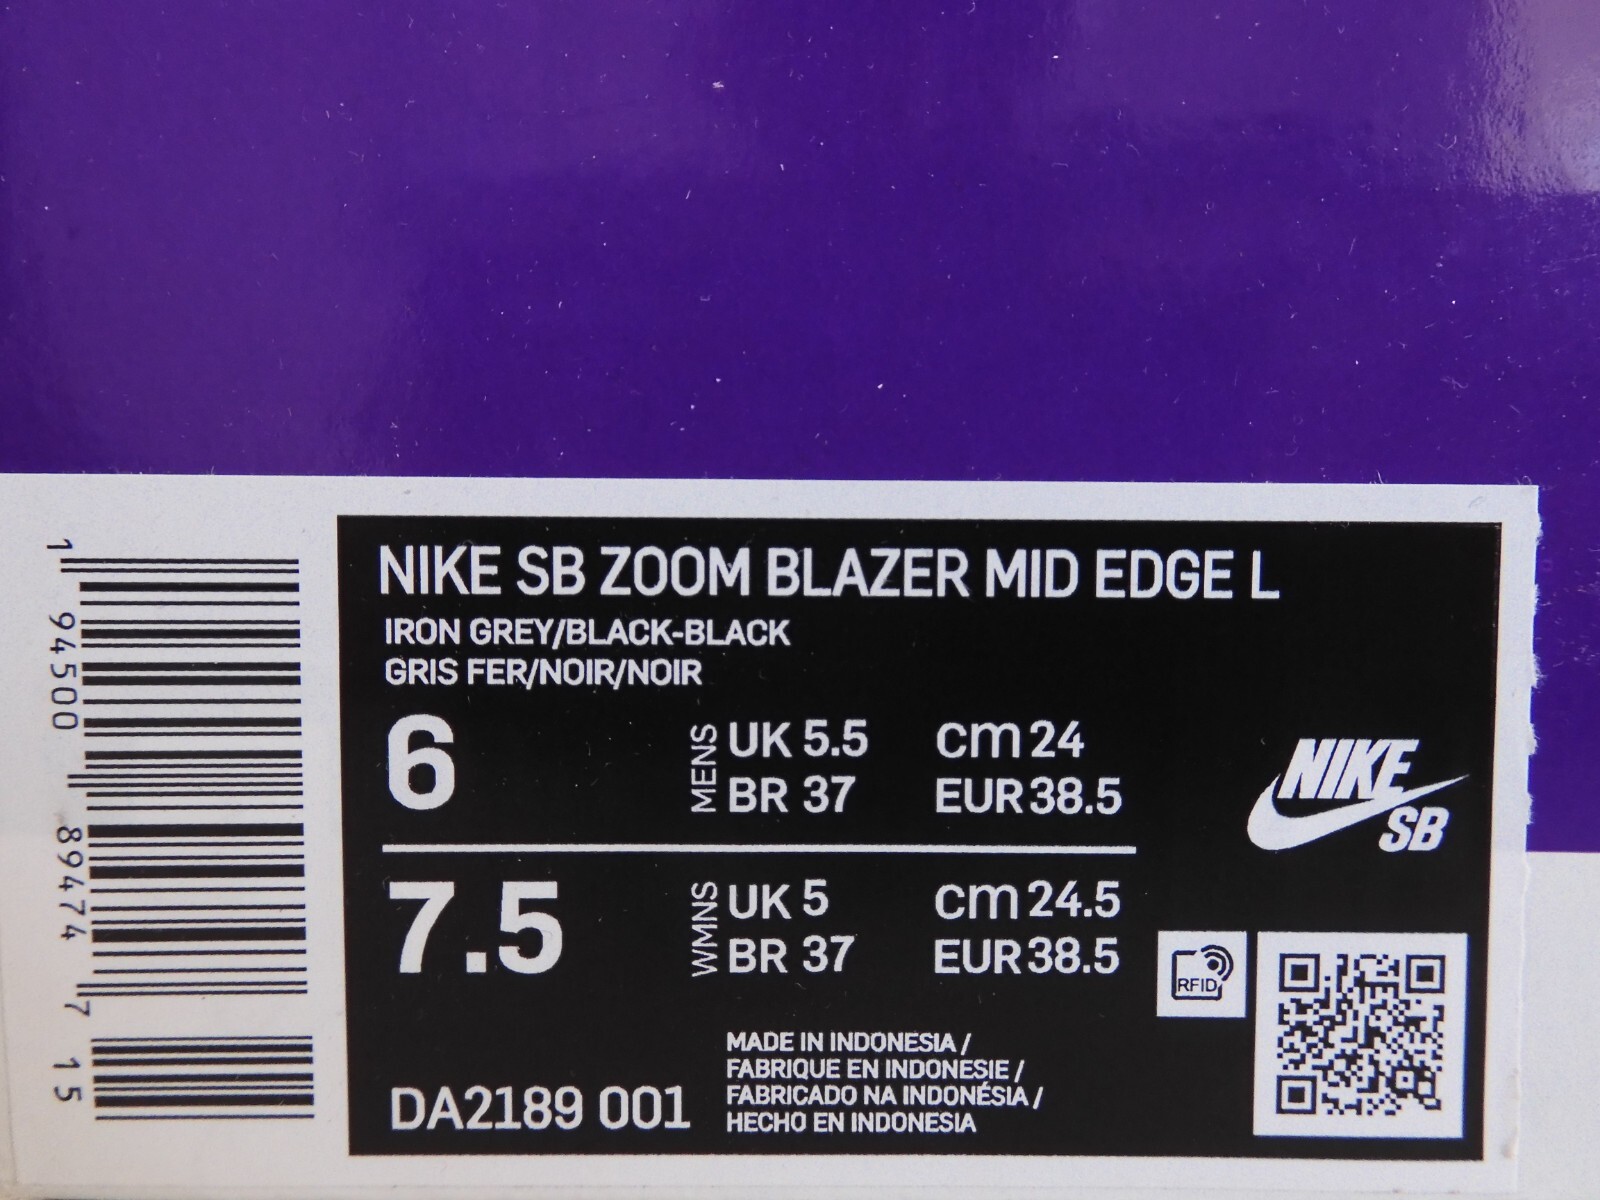 NIKE SB ZOOM BLAZER MID EDGE L
IRON GREY/BLACK-BLACK
GRIS FER/NOIR/NOIR
6
MENS
UK 5.5
cm 24
BR 37
EUR 38.5
7.5
WMNS
UK 5
cm 24.5
BR 37
EUR 38.5
NIKE
SB
RFID
DA2189 001
MADE IN INDONESIA /
FABRIQUE EN INDONESIE /
FABRICADO NA INDONÉSIA /
HECHO EN INDONESIA
1 94500 89474 7 15